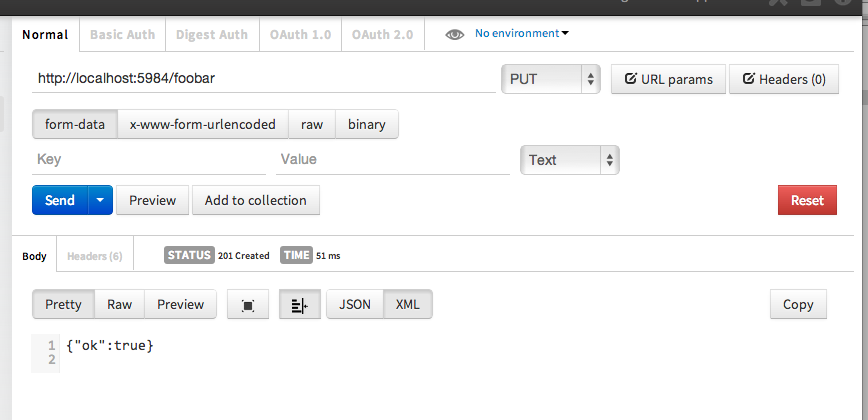 Normal Basic Auth Digest Auth OAuth 1.0 OAuth 2.0 No environment
http://localhost:5984/foobar PUT URL params Headers (0)
form-data x-www-form-urlencoded raw binary
Key Value Text
Send Preview Add to collection Reset
Body Headers (6) STATUS 201 Created TIME 51 ms
Pretty Raw Preview JSON XML Copy
1 {"ok":true}
2